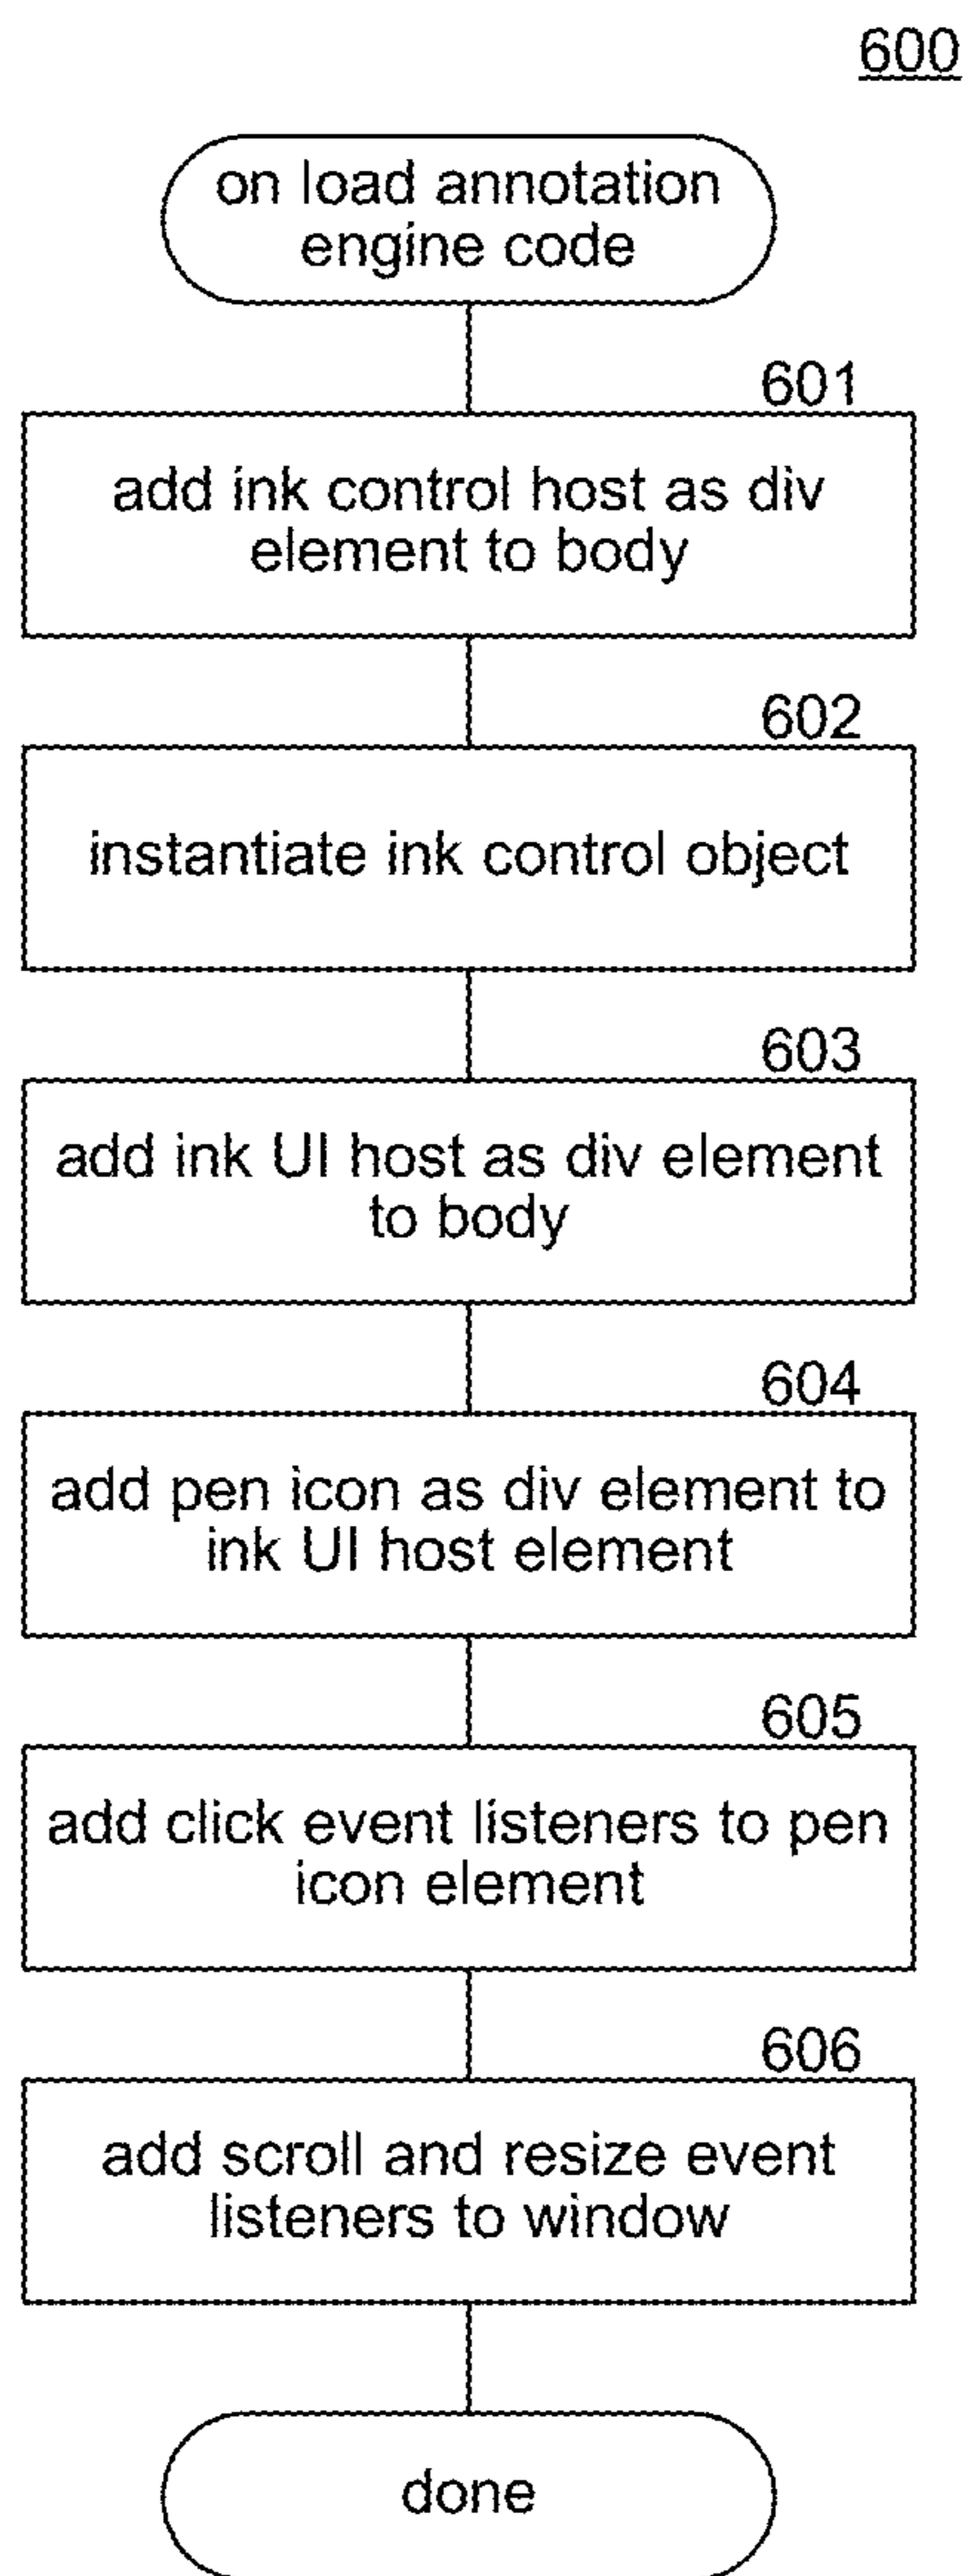 600
on load annotation
engine code
601
add ink control host as div
element to body
602
instantiate ink control object
603
add ink UI host as div element
to body
604
add pen icon as div element to
ink UI host element
605
add click event listeners to pen
icon element
606
add scroll and resize event
listeners to window
done